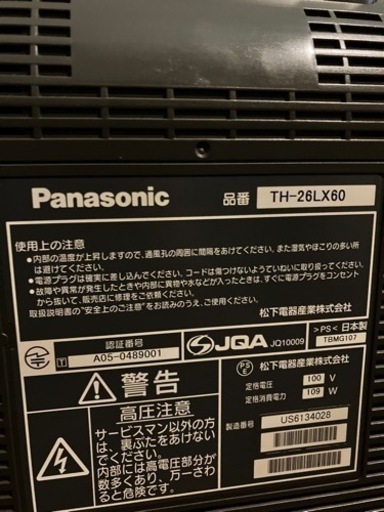 Panasonic 品番 TH-26LX60
使用上の注意
•内部の温度が上昇しますので、通風孔の周囲に間隔をあけてください。また湿気やほこりの多い所
は避けてください。
•電源プラグは確実に差し込んでください。コードは傷つけないようていねいに取り扱ってください。
•故障や異常が発生したときや内部に異物や水などが入ったときは、すぐに電源プラグをコンセント
から抜いて、販売店に修理をご依頼ください。
取扱説明書の"安全上のご注意"をお読みのうえ、ご使用ください。
松下電器産業株式会社
認証番号
T A05-0489001
JQA JQ10009
>PS< 日本製
TBMG107
警告
高圧注意
サービスマン以外の方
は、裏ぶたをあけない
でください。
内部には高電圧部分が
数多くあり、万一さわ
ると危険です。
PS
E
松下電器産業株式会社
定格電圧 100 V
定格消費電力 109 W
製造番号 US6134028